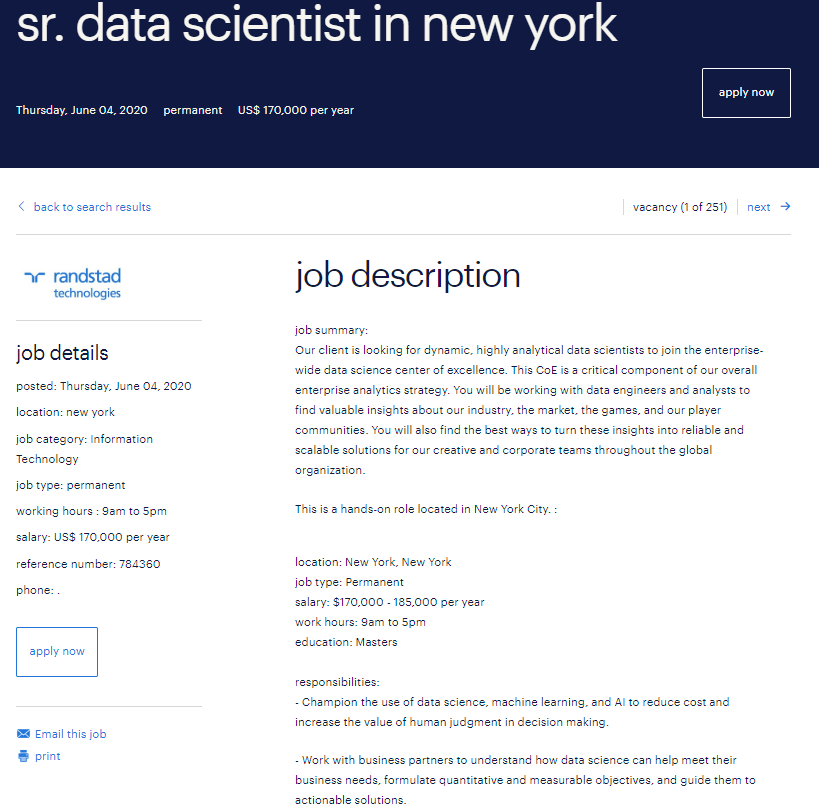 sr. data scientist in new york
Thursday, June 04, 2020 permanent US$ 170,000 per year
apply now
back to search results
vacancy (1 of 251) next
randstad
technologies
job details
posted: Thursday, June 04, 2020
location: new york
job category: Information
Technology
job type: permanent
working hours : 9am to 5pm
salary: US$ 170,000 per year
reference number: 784360
phone: .
apply now
Email this job
print
job description
job summary:
Our client is looking for dynamic, highly analytical data scientists to join the enterprise-
wide data science center of excellence. This CoE is a critical component of our overall
enterprise analytics strategy. You will be working with data engineers and analysts to
find valuable insights about our industry, the market, the games, and our player
communities. You will also find the best ways to turn these insights into reliable and
scalable solutions for our creative and corporate teams throughout the global
organization.
This is a hands-on role located in New York City. :
location: New York, New York
job type: Permanent
salary: $170,000 - 185,000 per year
work hours: 9am to 5pm
education: Masters
responsibilities:
- Champion the use of data science, machine learning, and AI to reduce cost and
increase the value of human judgment in decision making.
- Work with business partners to understand how data science can help meet their
business needs, formulate quantitative and measurable objectives, and guide them to
actionable solutions.